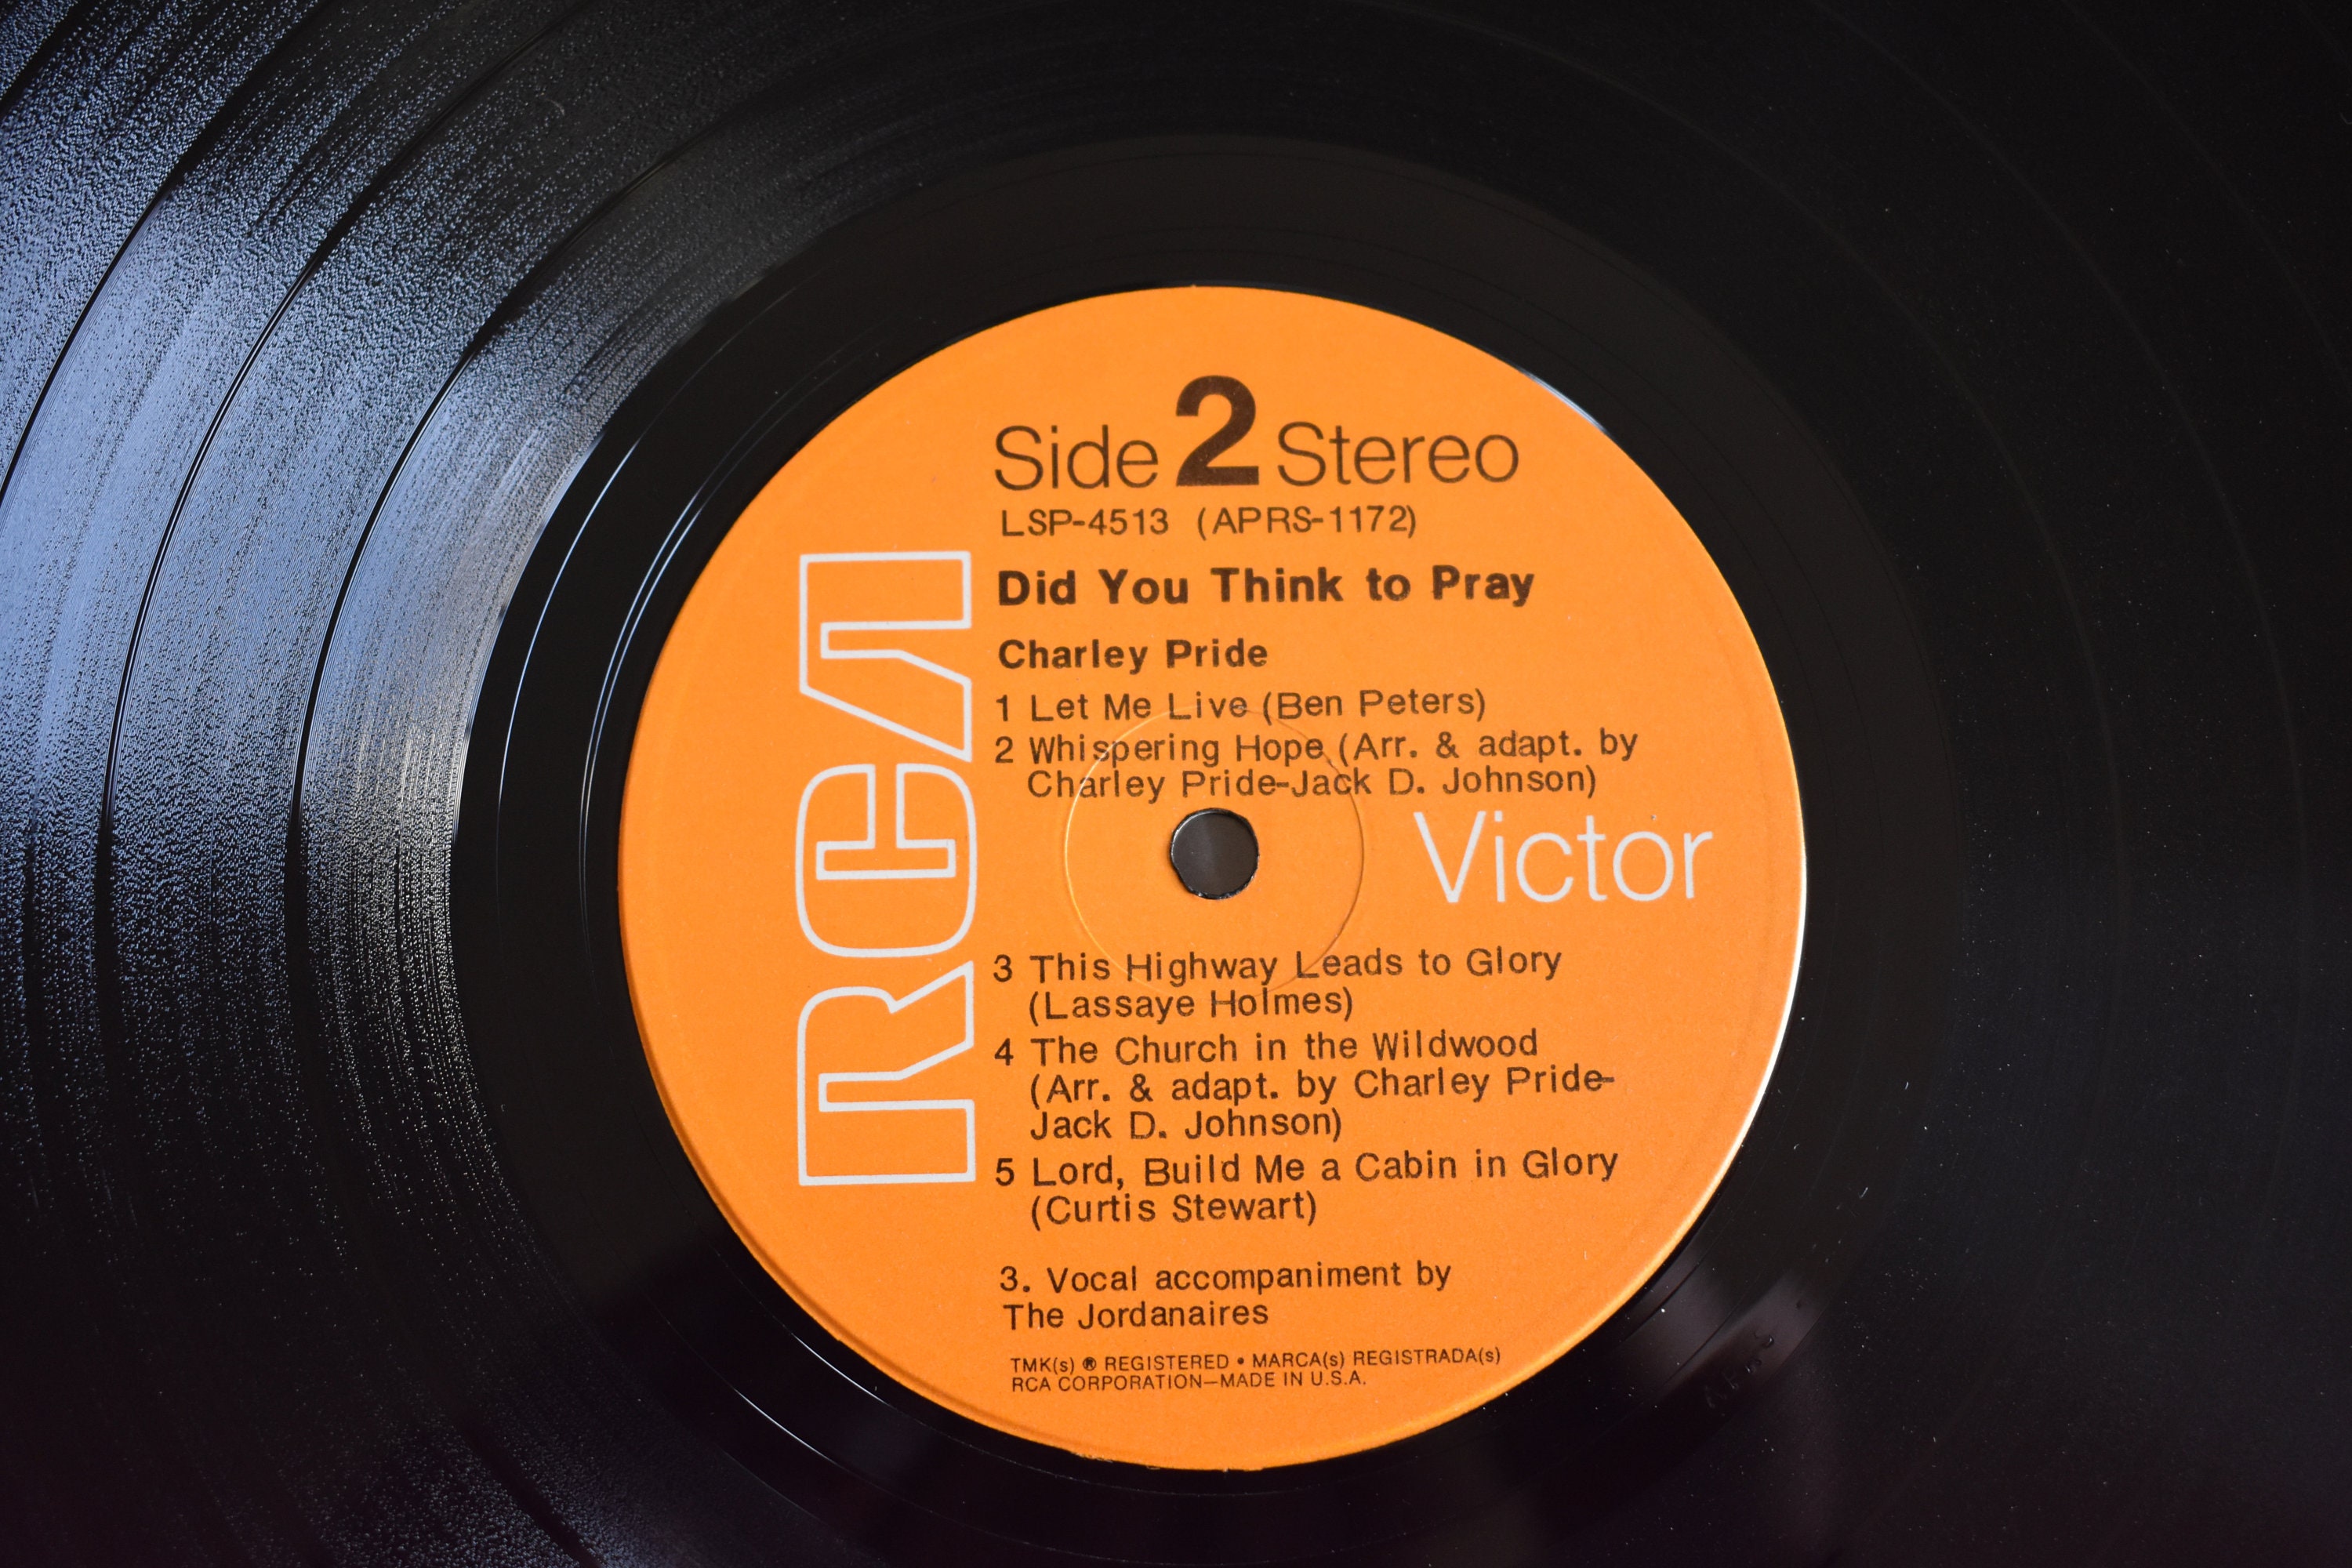 Side 2 Stereo
LSP-4513 (APRS-1172)
Did You Think to Pray
Charley Pride
1 Let Me Live (Ben Peters)
2 Whispering Hope (Arr. & adapt. by
Charley Pride-Jack D. Johnson)
RCA
Victor
3 This Highway Leads to Glory
(Lassaye Holmes)
4 The Church in the Wildwood
(Arr. & adapt. by Charley Pride-
Jack D. Johnson)
5 Lord, Build Me a Cabin in Glory
(Curtis Stewart)
3. Vocal accompaniment by
The Jordanaires
TMK(s) ® REGISTERED • MARCA(s) REGISTRADA(s)
RCA CORPORATION—MADE IN U.S.A.